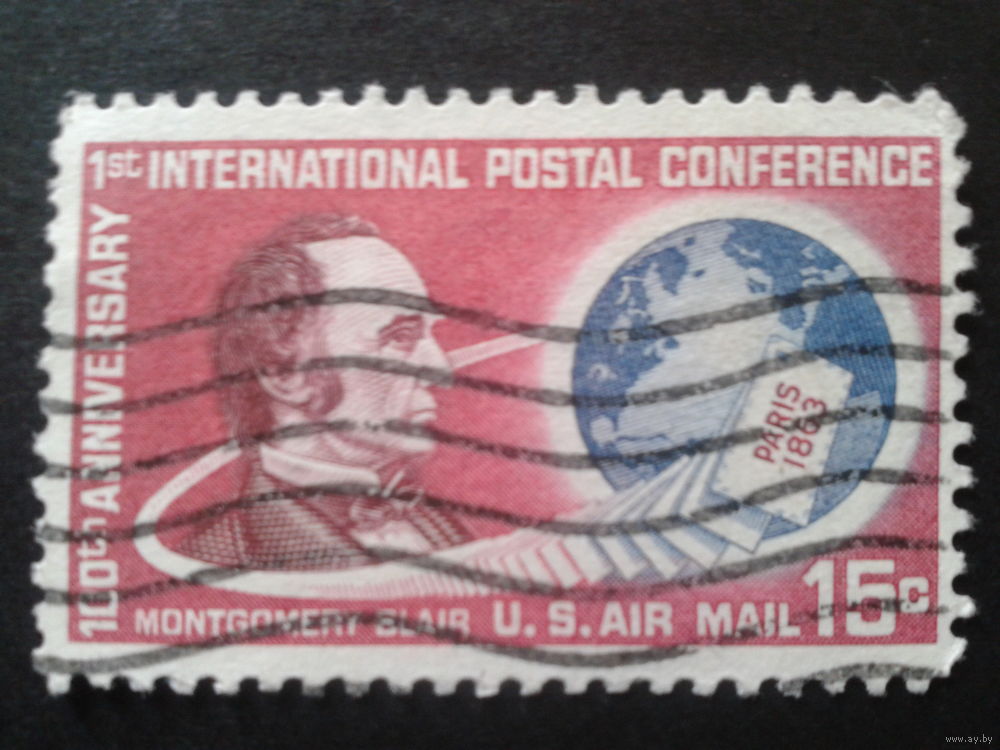 1st INTERNATIONAL POSTAL CONFERENCE
100th ANNIVERSARY
PARIS
1863
MONTGOMERY BLAIR U.S. AIR MAIL 15c
www.ay.by